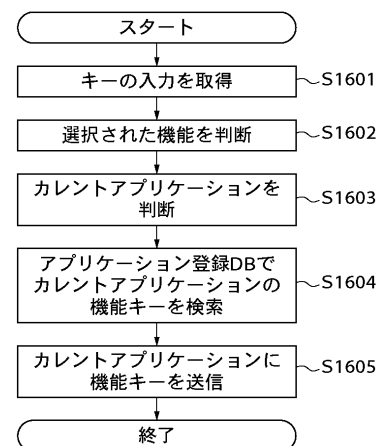 スタート
キーの入力を取得
S1601
選択された機能を判断
S1602
カレントアプリケーションを
判断
S1603
アプリケーション登録DBで
カレントアプリケーションの
機能キーを検索
S1604
カレントアプリケーションに
機能キーを送信
S1605
終了